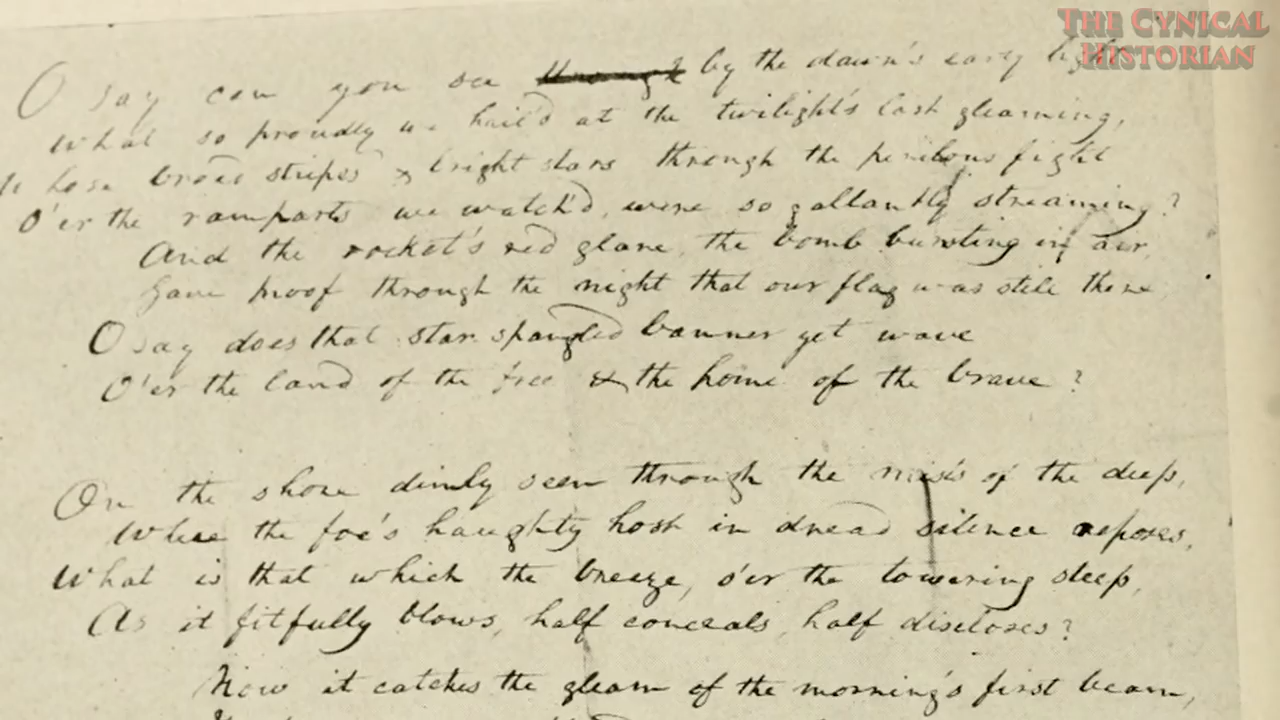 THE CYNICAL
HISTORIAN
O say can you see through by the dawn's early light
What so proudly we hail'd at the twilight's last gleaming,
Whose broad stripes & bright stars through the perilous fight
O'er the ramparts we watch'd, were so gallantly streaming?
And the rocket's red glare, the bomb bursting in air,
Gave proof through the night that our flag was still there
O say does that star spangled banner yet wave
O'er the land of the free & the home of the brave?
On the shore dimly seen through the mists of the deep,
Where the foe's haughty host in dread silence reposes,
What is that which the breeze, o'er the towering steep,
As it fitfully blows, half conceals, half discloses?
Now it catches the gleam of the morning's first beam,